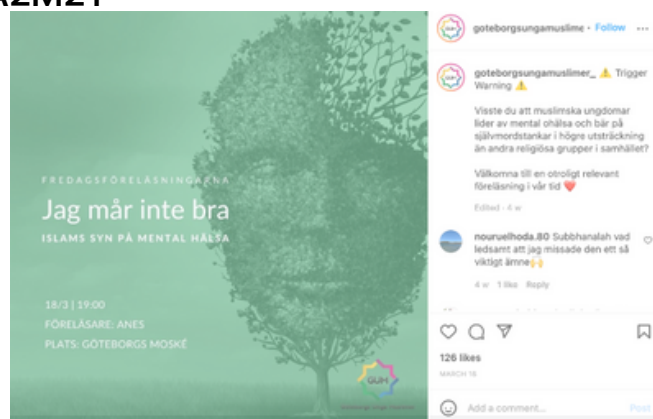 A2M21
FREDAGSFÖRELÄSNINGARNA
Jag mår inte bra
ISLAMS SYN PÅ MENTAL HÄLSA
18/3 | 19:00
FÖRELÄSARE: ANES
PLATS: GÖTEBORGS MOSKÉ
GUM
goteborgsungamuslime • Follow
goteborgsungamuslimer_ ⚠️ Trigger
Warning ⚠️
Visste du att muslimska ungdomar
lider av mental ohälsa och bär på
självmordstankar i högre utsträckning
än andra religiösa grupper i samhället?
Välkomna till en otroligt relevant
föreläsning i vår tid ❤️
Edited · 4 w
nouruelhoda.80 Subbhanalah vad
ledsamt att jag missade den ett så
viktigt ämne🙌
4 w 1 like Reply
126 likes
MARCH 18
Add a comment...
Post